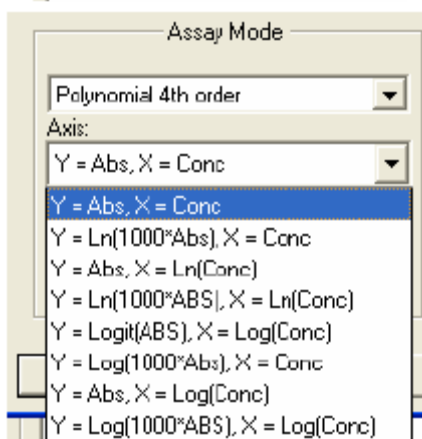 Assay Mode
Polynomial 4th order
Axis:
Y = Abs, X = Conc
Y = Abs, X = Conc
Y = Ln(1000*Abs), X = Conc
Y = Abs, X = Ln(Conc)
Y = Ln(1000*ABS), X = Ln(Conc)
Y = Logit(ABS), X = Log(Conc)
Y = Log(1000*Abs), X = Conc
Y = Abs, X = Log(Conc)
Y = Log(1000*ABS), X = Log(Conc)